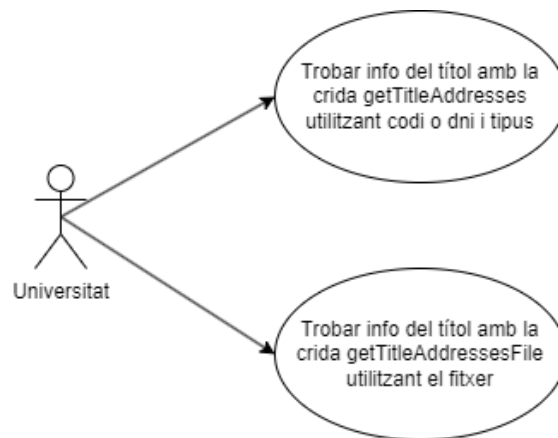 Trobar info del títol amb la
crida getTitleAddresses
utilitzant codi o dni i tipus
Universitat
Trobar info del títol amb la
crida getTitleAddressesFile
utilitzant el fitxer